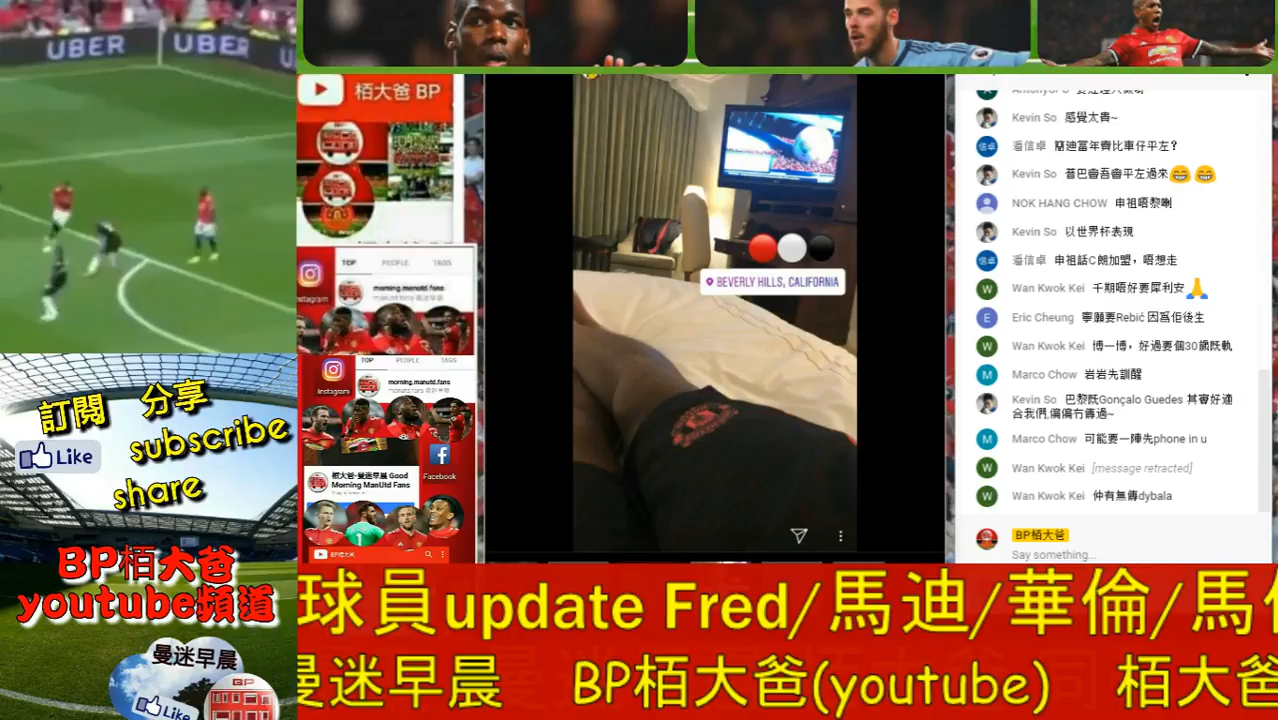 UBER
UBER
訂閱
分享
Like
subscribe
share
BP栢大爸
youtube頻道
曼迷早晨
Like
BP
栢大爸 BP
Instagram
TOP
PEOPLE
TAGS
morning.manutd.fans
TOP
PEOPLE
TAGS
Instagram
morning.manutd.fans
Facebook
栢大爸-曼迷早晨 Good
Morning ManUtd Fans
BEVERLY HILLS, CALIFORNIA
Kevin So 感覺太貴~
潘信卓 簡迪當年賣比車仔平左?
Kevin So 普巴會吾會平左過來😁 😁
NOK HANG CHOW 申祖唔黎喇
Kevin So 以世界杯表現
潘信卓 申祖話C朗加盟，唔想走
Wan Kwok Kei 千期唔好要犀利安🙏
Eric Cheung 寧願要Rebić 因爲佢後生
Wan Kwok Kei 博一博，好過要個30歲既軌
Marco Chow 岩岩先訓醒
Kevin So 巴黎既Gonçalo Guedes 其實好適
合我們,偏偏冇傳過~
Marco Chow 可能要一陣先phone in u
Wan Kwok Kei [message retracted]
Wan Kwok Kei 仲有無傳dybala
BP栢大爸
Say something...
球員update Fred/馬迪/華倫/馬
曼迷早晨 BP栢大爸(youtube) 栢大爸